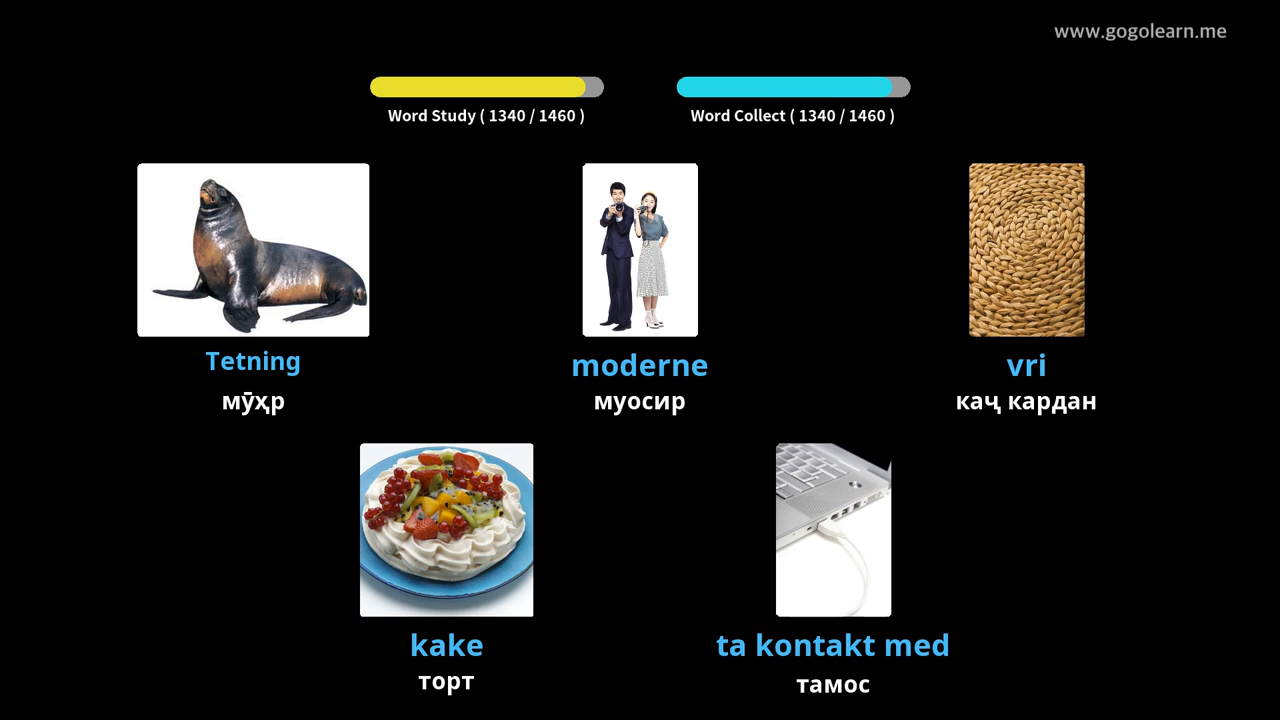 www.gogolearn.me
Word Study ( 1340 / 1460 )
Word Collect ( 1340 / 1460 )
Tetning
moderne
vri
мӯҳр
муосир
каҷ кардан
kake
ta kontakt med
торт
тамос